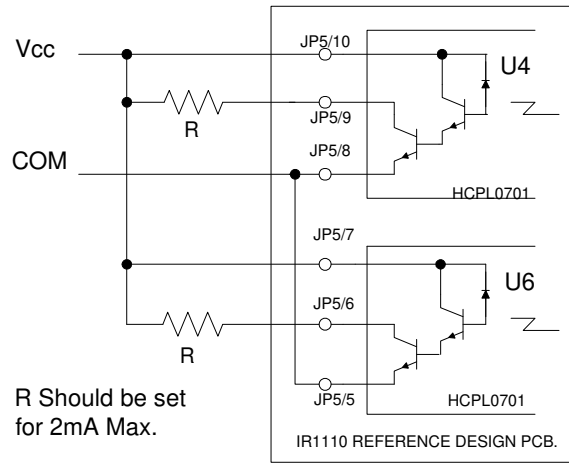 Vcc
JP5/10
U4
R
JP5/9
COM
JP5/8
HCPL0701
JP5/7
U6
JP5/6
R
JP5/5
HCPL0701
R Should be set
for 2mA Max.
IR1110 REFERENCE DESIGN PCB.